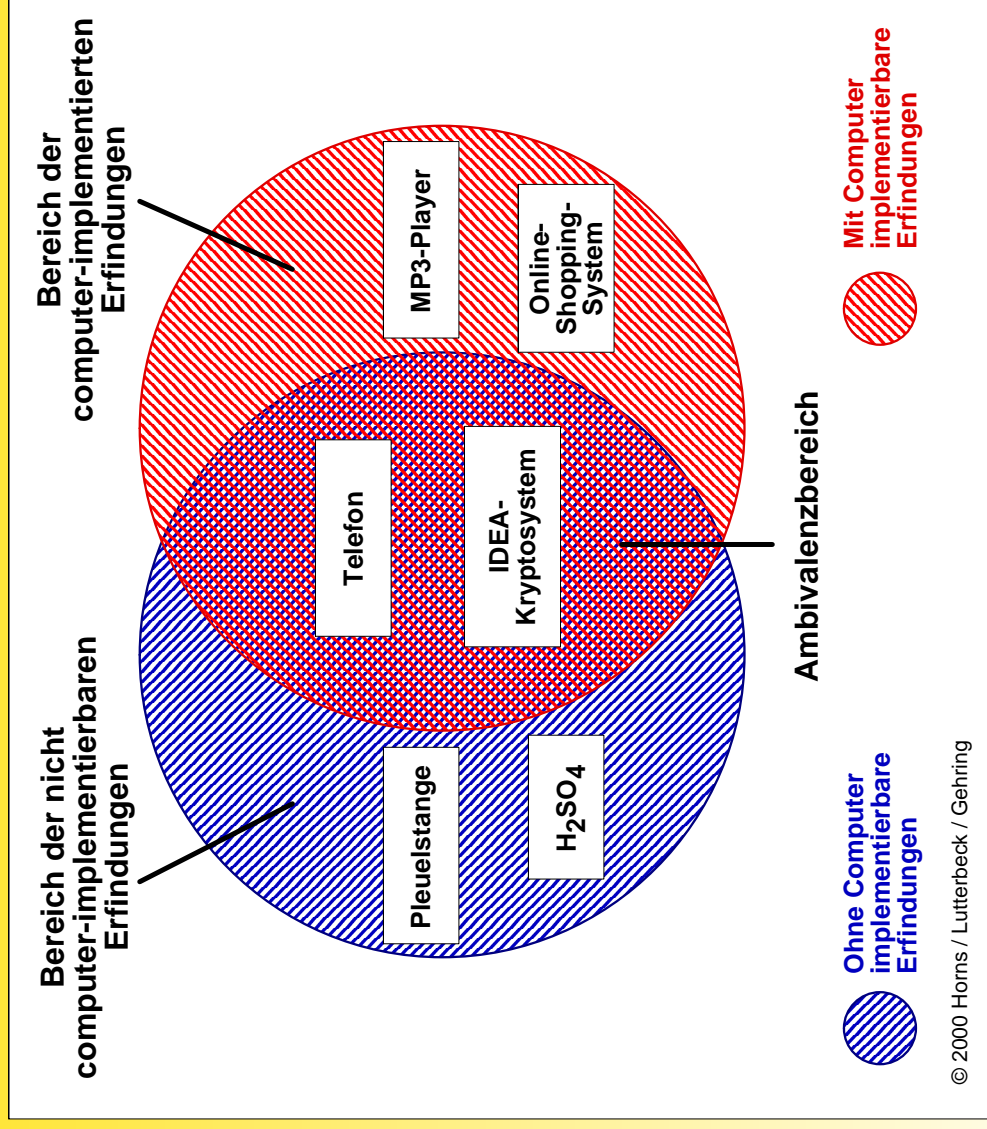 Bereich der nicht
computer-implementierbaren
Erfindungen
Bereich der
computer-implementierten
Erfindungen
Pleuelstange
H2SO4
Telefon
IDEA-
Kryptosystem
MP3-Player
Online-
Shopping-
System
Ambivalenzbereich
Ohne Computer
implementierbare
Erfindungen
Mit Computer
implementierbare
Erfindungen
© 2000 Horns / Lutterbeck / Gehring